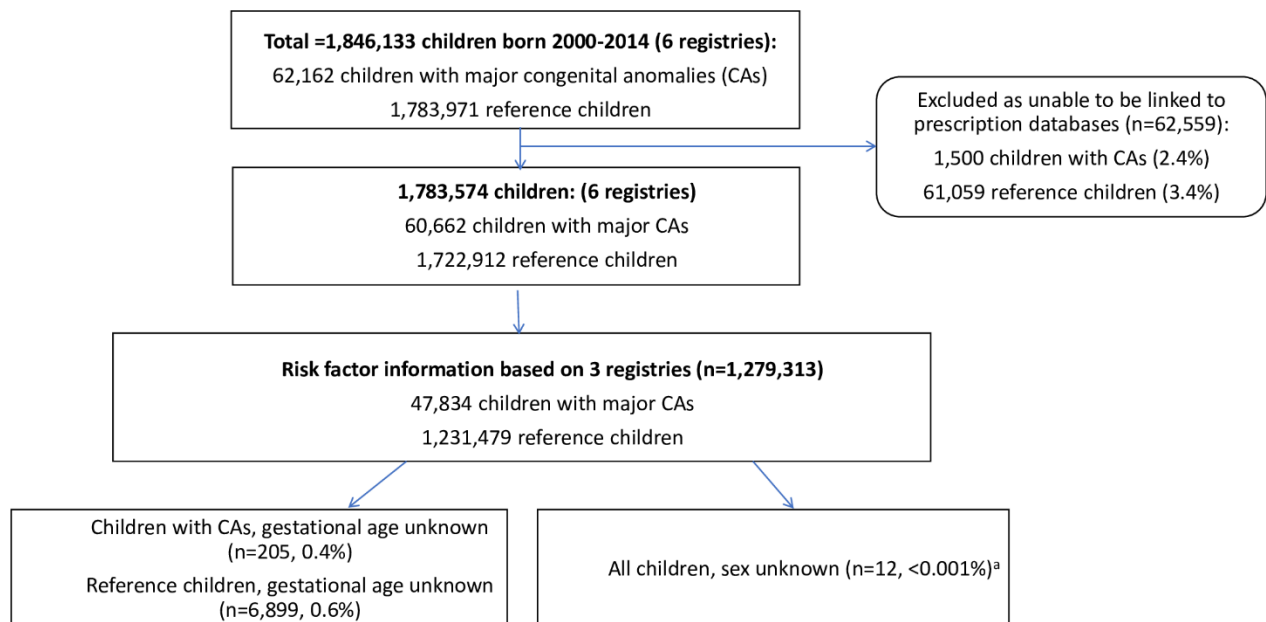 Total =1,846,133 children born 2000-2014 (6 registries):
62,162 children with major congenital anomalies (CAs)
1,783,971 reference children
Excluded as unable to be linked to
prescription databases (n=62,559):
1,500 children with CAs (2.4%)
61,059 reference children (3.4%)
1,783,574 children: (6 registries)
60,662 children with major CAs
1,722,912 reference children
Risk factor information based on 3 registries (n=1,279,313)
47,834 children with major CAs
1,231,479 reference children
Children with CAs, gestational age unknown
(n=205, 0.4%)
Reference children, gestational age unknown
(n=6,899, 0.6%)
All children, sex unknown (n=12, <0.001%)ᵃ